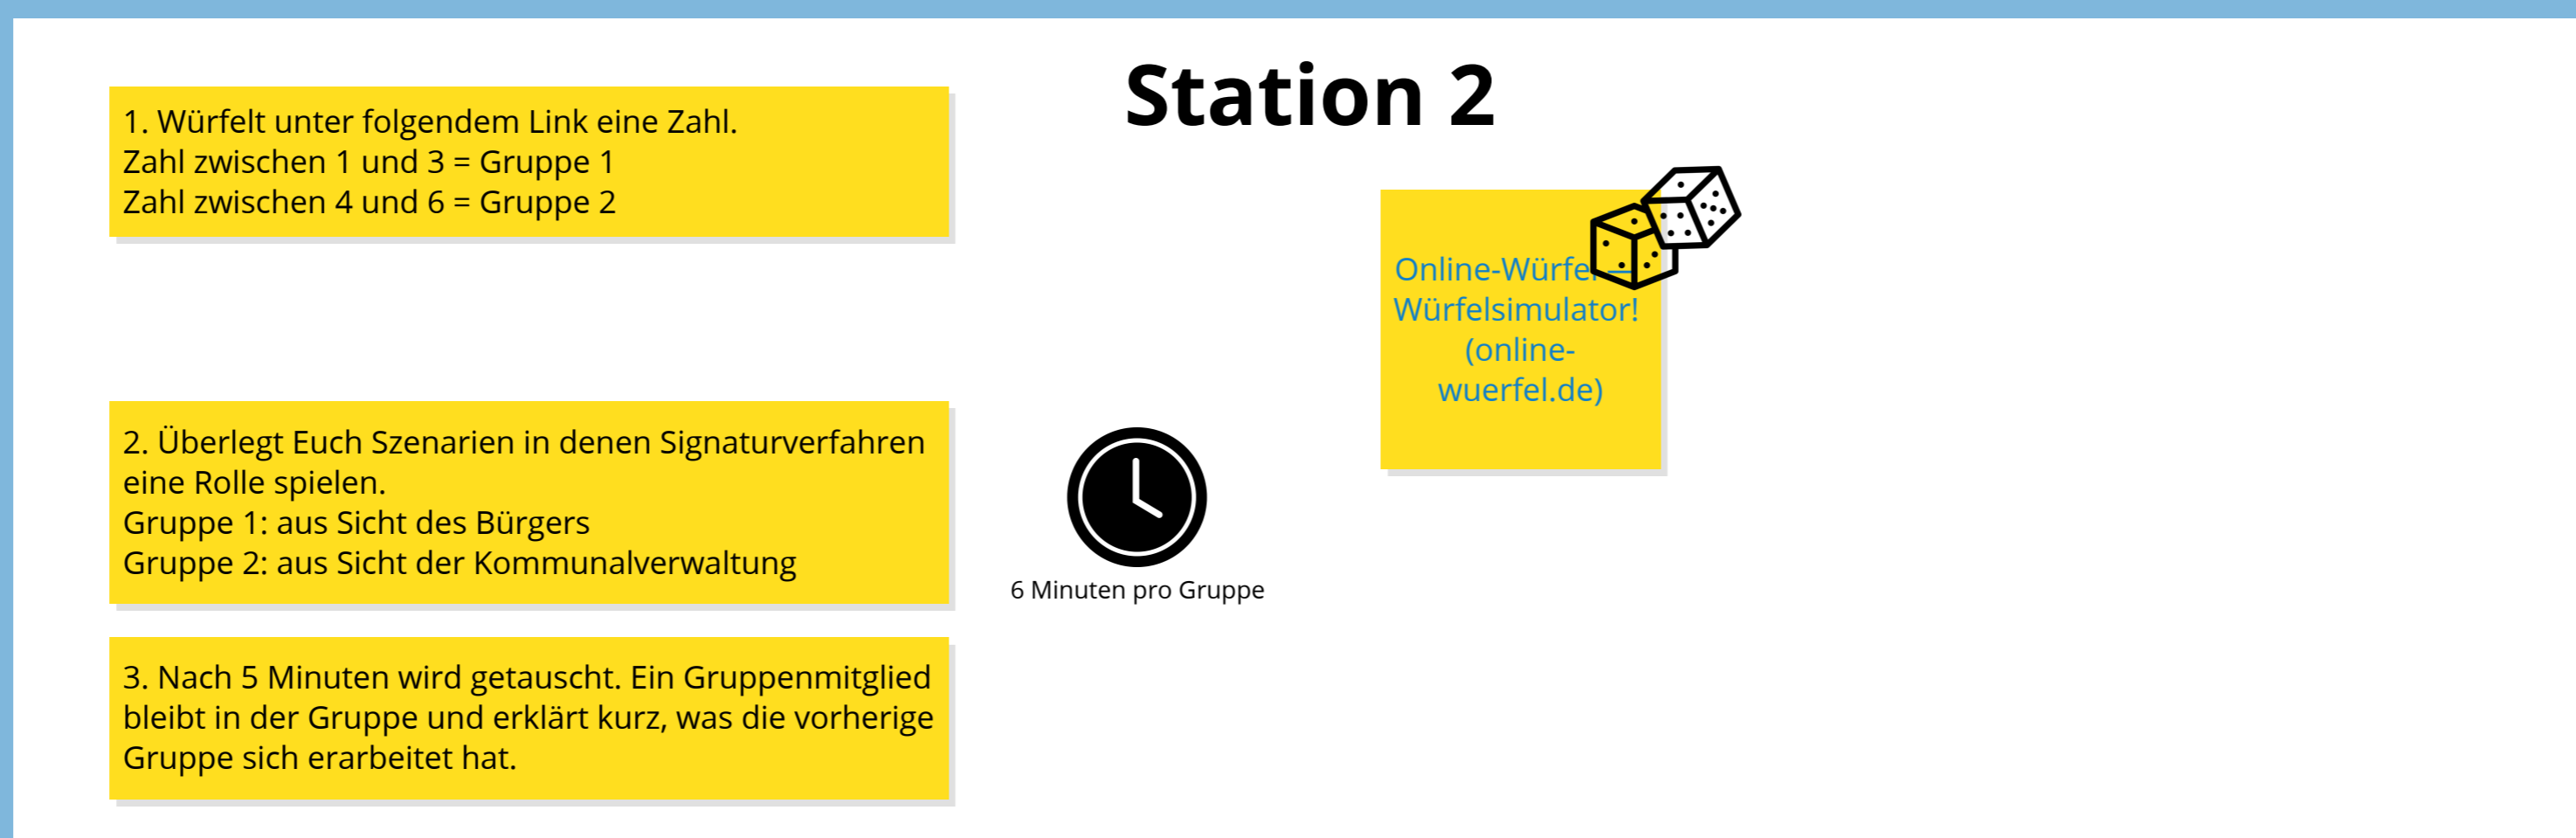 Station 2
1. Würfelt unter folgendem Link eine Zahl.
Zahl zwischen 1 und 3 = Gruppe 1
Zahl zwischen 4 und 6 = Gruppe 2
Online-Würfel —
Würfelsimulator!
(online-
wuerfel.de)
2. Überlegt Euch Szenarien in denen Signaturverfahren
eine Rolle spielen.
Gruppe 1: aus Sicht des Bürgers
Gruppe 2: aus Sicht der Kommunalverwaltung
6 Minuten pro Gruppe
3. Nach 5 Minuten wird getauscht. Ein Gruppenmitglied
bleibt in der Gruppe und erklärt kurz, was die vorherige
Gruppe sich erarbeitet hat.